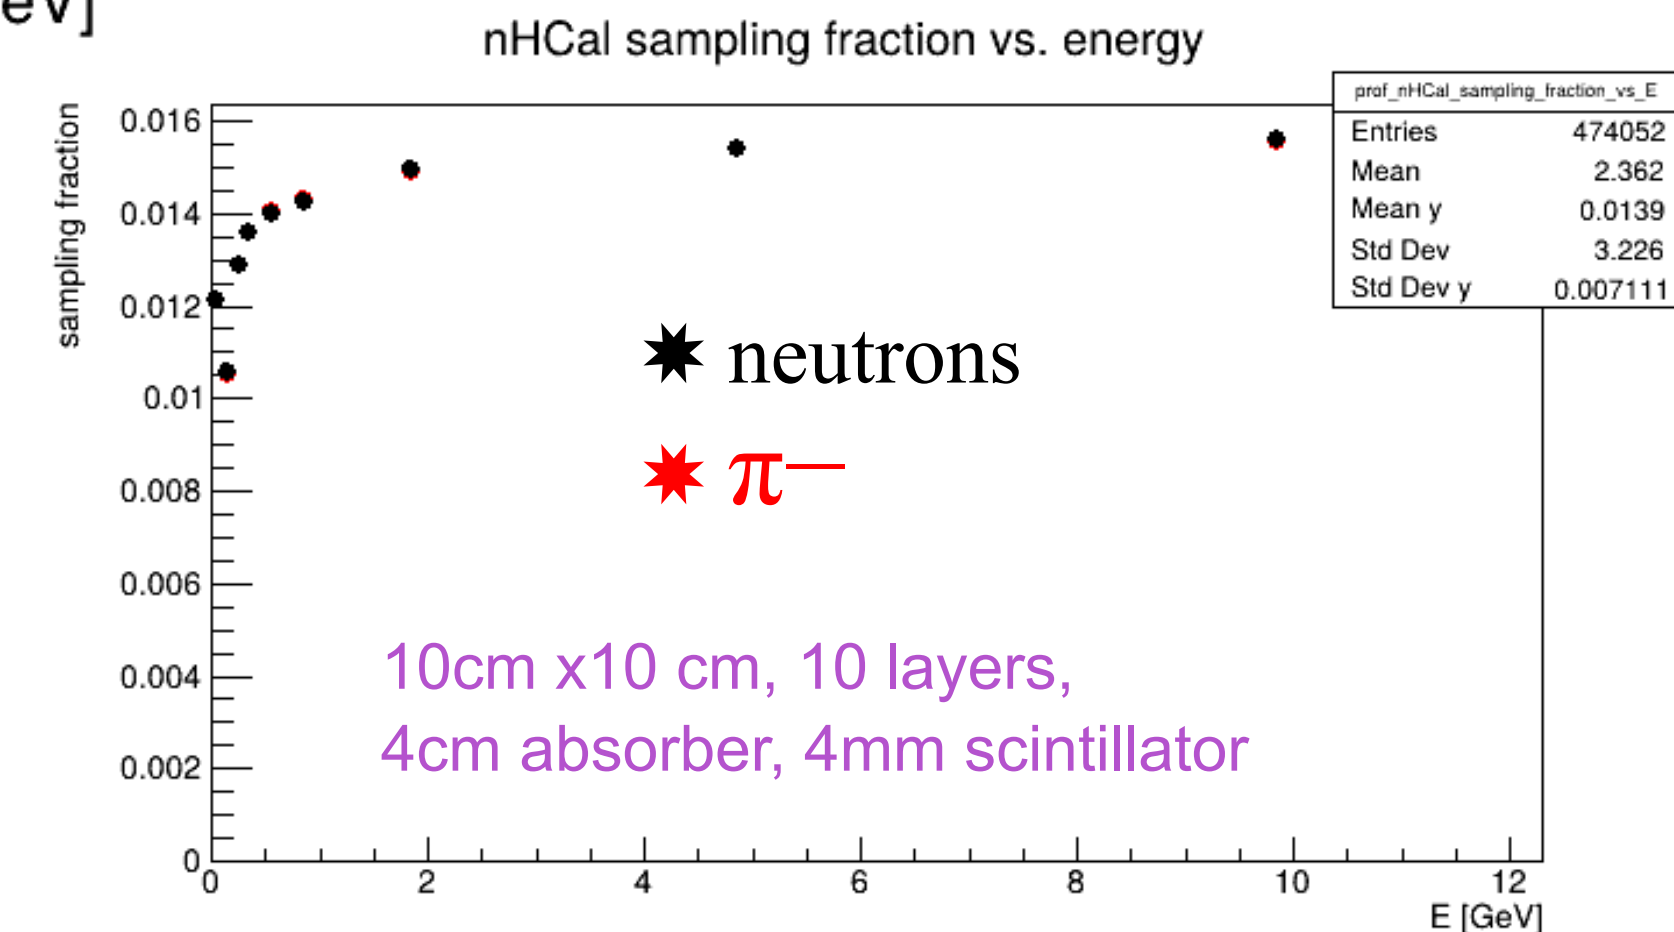 eV]
nHCal sampling fraction vs. energy
prof_nHCal_sampling_fraction_vs_E
Entries 474052
Mean 2.362
Mean y 0.0139
Std Dev 3.226
Std Dev y 0.007111
sampling fraction
0.016
0.014
0.012
0.01
0.008
0.006
0.004
0.002
0
neutrons
π—
10cm x10 cm, 10 layers,
4cm absorber, 4mm scintillator
0 2 4 6 8 10 12
E [GeV]